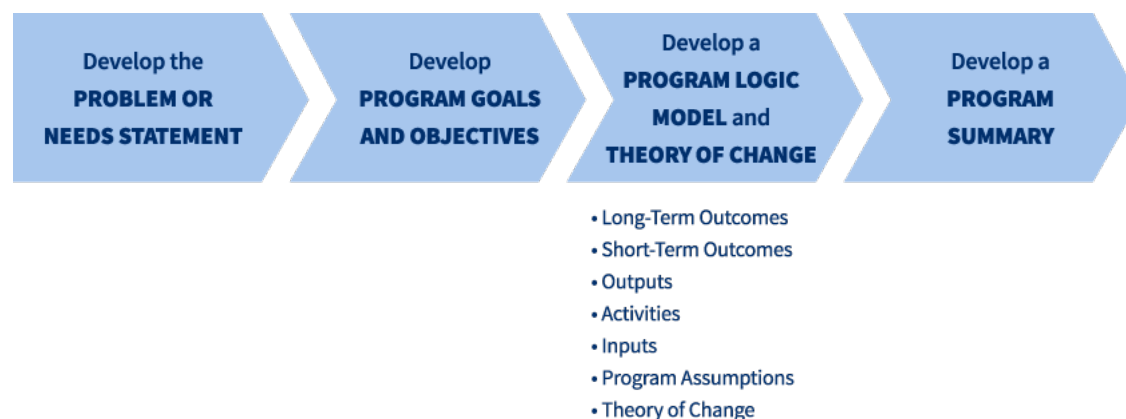 Develop the
PROBLEM OR
NEEDS STATEMENT
Develop
PROGRAM GOALS
AND OBJECTIVES
Develop a
PROGRAM LOGIC
MODEL and
THEORY OF CHANGE
Develop a
PROGRAM
SUMMARY
• Long-Term Outcomes
• Short-Term Outcomes
• Outputs
• Activities
• Inputs
• Program Assumptions
• Theory of Change